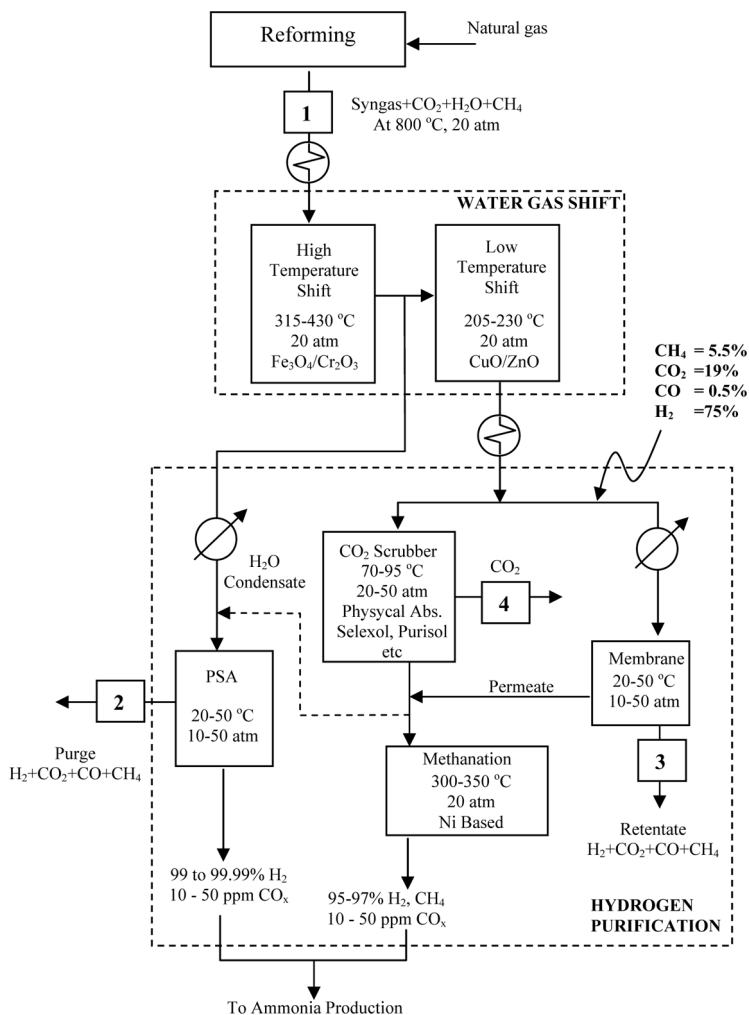 Reforming
Natural gas
1
Syngas+CO₂+H₂O+CH₄
At 800 °C, 20 atm
WATER GAS SHIFT
High
Temperature
Shift
315-430 °C
20 atm
Fe₃O₄/Cr₂O₃
Low
Temperature
Shift
205-230 °C
20 atm
CuO/ZnO
CH₄ = 5.5%
CO₂ =19%
CO = 0.5%
H₂ =75%
H₂O
Condensate
CO₂ Scrubber
70-95 °C
20-50 atm
Physycal Abs.
Selexol, Purisol
etc
CO₂
4
Membrane
20-50 °C
10-50 atm
Permeate
PSA
20-50 °C
10-50 atm
2
Purge
H₂+CO₂+CO+CH₄
Methanation
300-350 °C
20 atm
Ni Based
3
Retentate
H₂+CO₂+CO+CH₄
99 to 99.99% H₂
10 - 50 ppm COₓ
95-97% H₂, CH₄
10 - 50 ppm COₓ
HYDROGEN
PURIFICATION
To Ammonia Production